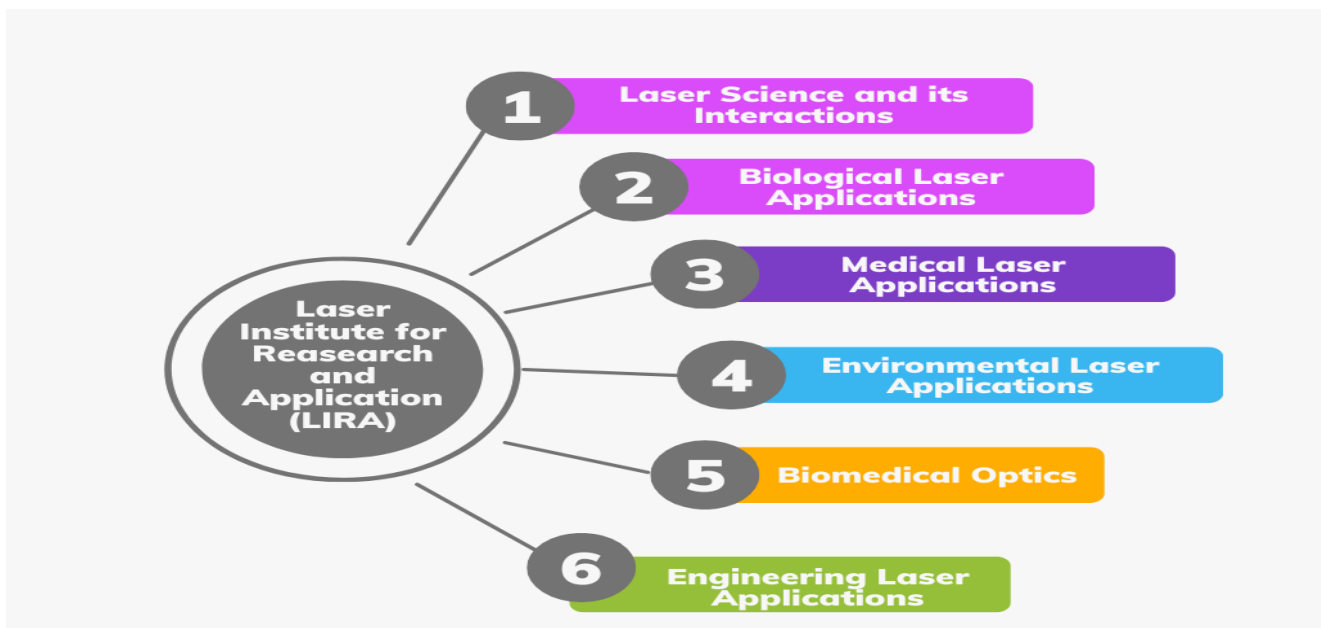 1
Laser Science and its
Interactions
2
Biological Laser
Applications
3
Medical Laser
Applications
Laser
Institute for
Reasearch
and
Application
(LIRA)
4
Environmental Laser
Applications
5
Biomedical Optics
6
Engineering Laser
Applications